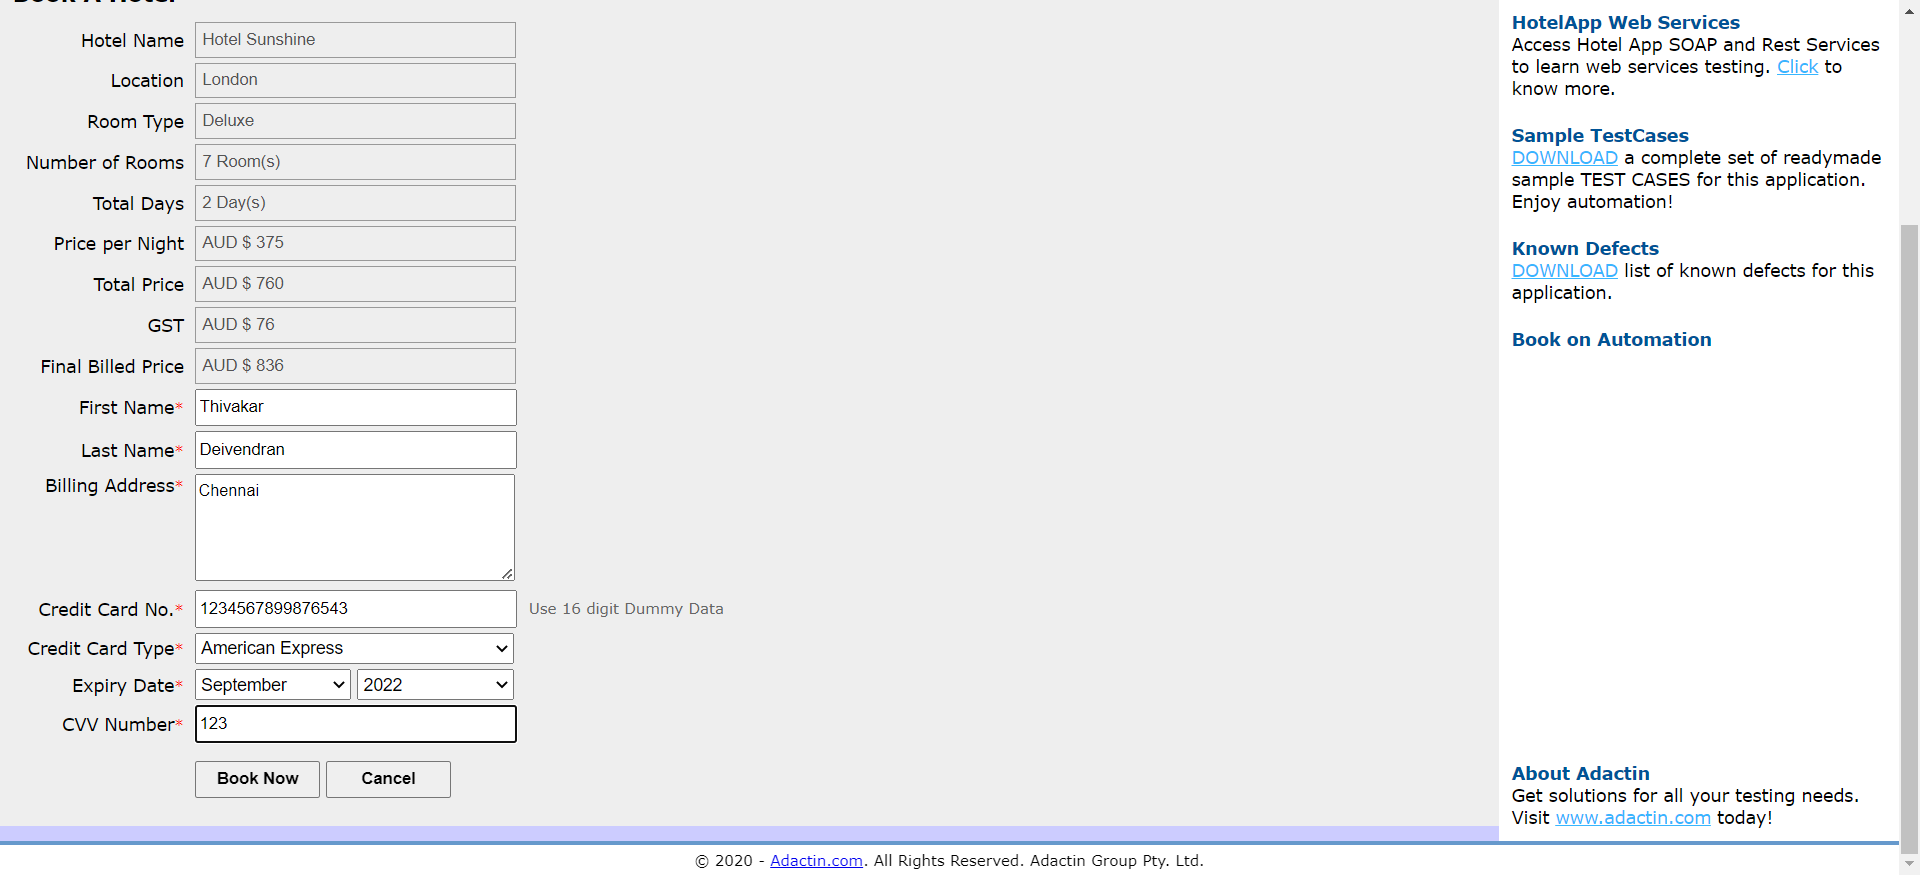 Book A Hotel
Hotel Name Hotel Sunshine
Location London
Room Type Deluxe
Number of Rooms 7 Room(s)
Total Days 2 Day(s)
Price per Night AUD $ 375
Total Price AUD $ 760
GST AUD $ 76
Final Billed Price AUD $ 836
First Name* Thivakar
Last Name* Deivendran
Billing Address* Chennai
Credit Card No.* 1234567899876543 Use 16 digit Dummy Data
Credit Card Type* American Express
Expiry Date* September 2022
CVV Number* 123
Book Now Cancel
HotelApp Web Services
Access Hotel App SOAP and Rest Services
to learn web services testing. Click to
know more.
Sample TestCases
DOWNLOAD a complete set of readymade
sample TEST CASES for this application.
Enjoy automation!
Known Defects
DOWNLOAD list of known defects for this
application.
Book on Automation
About Adactin
Get solutions for all your testing needs.
Visit www.adactin.com today!
© 2020 - Adactin.com. All Rights Reserved. Adactin Group Pty. Ltd.